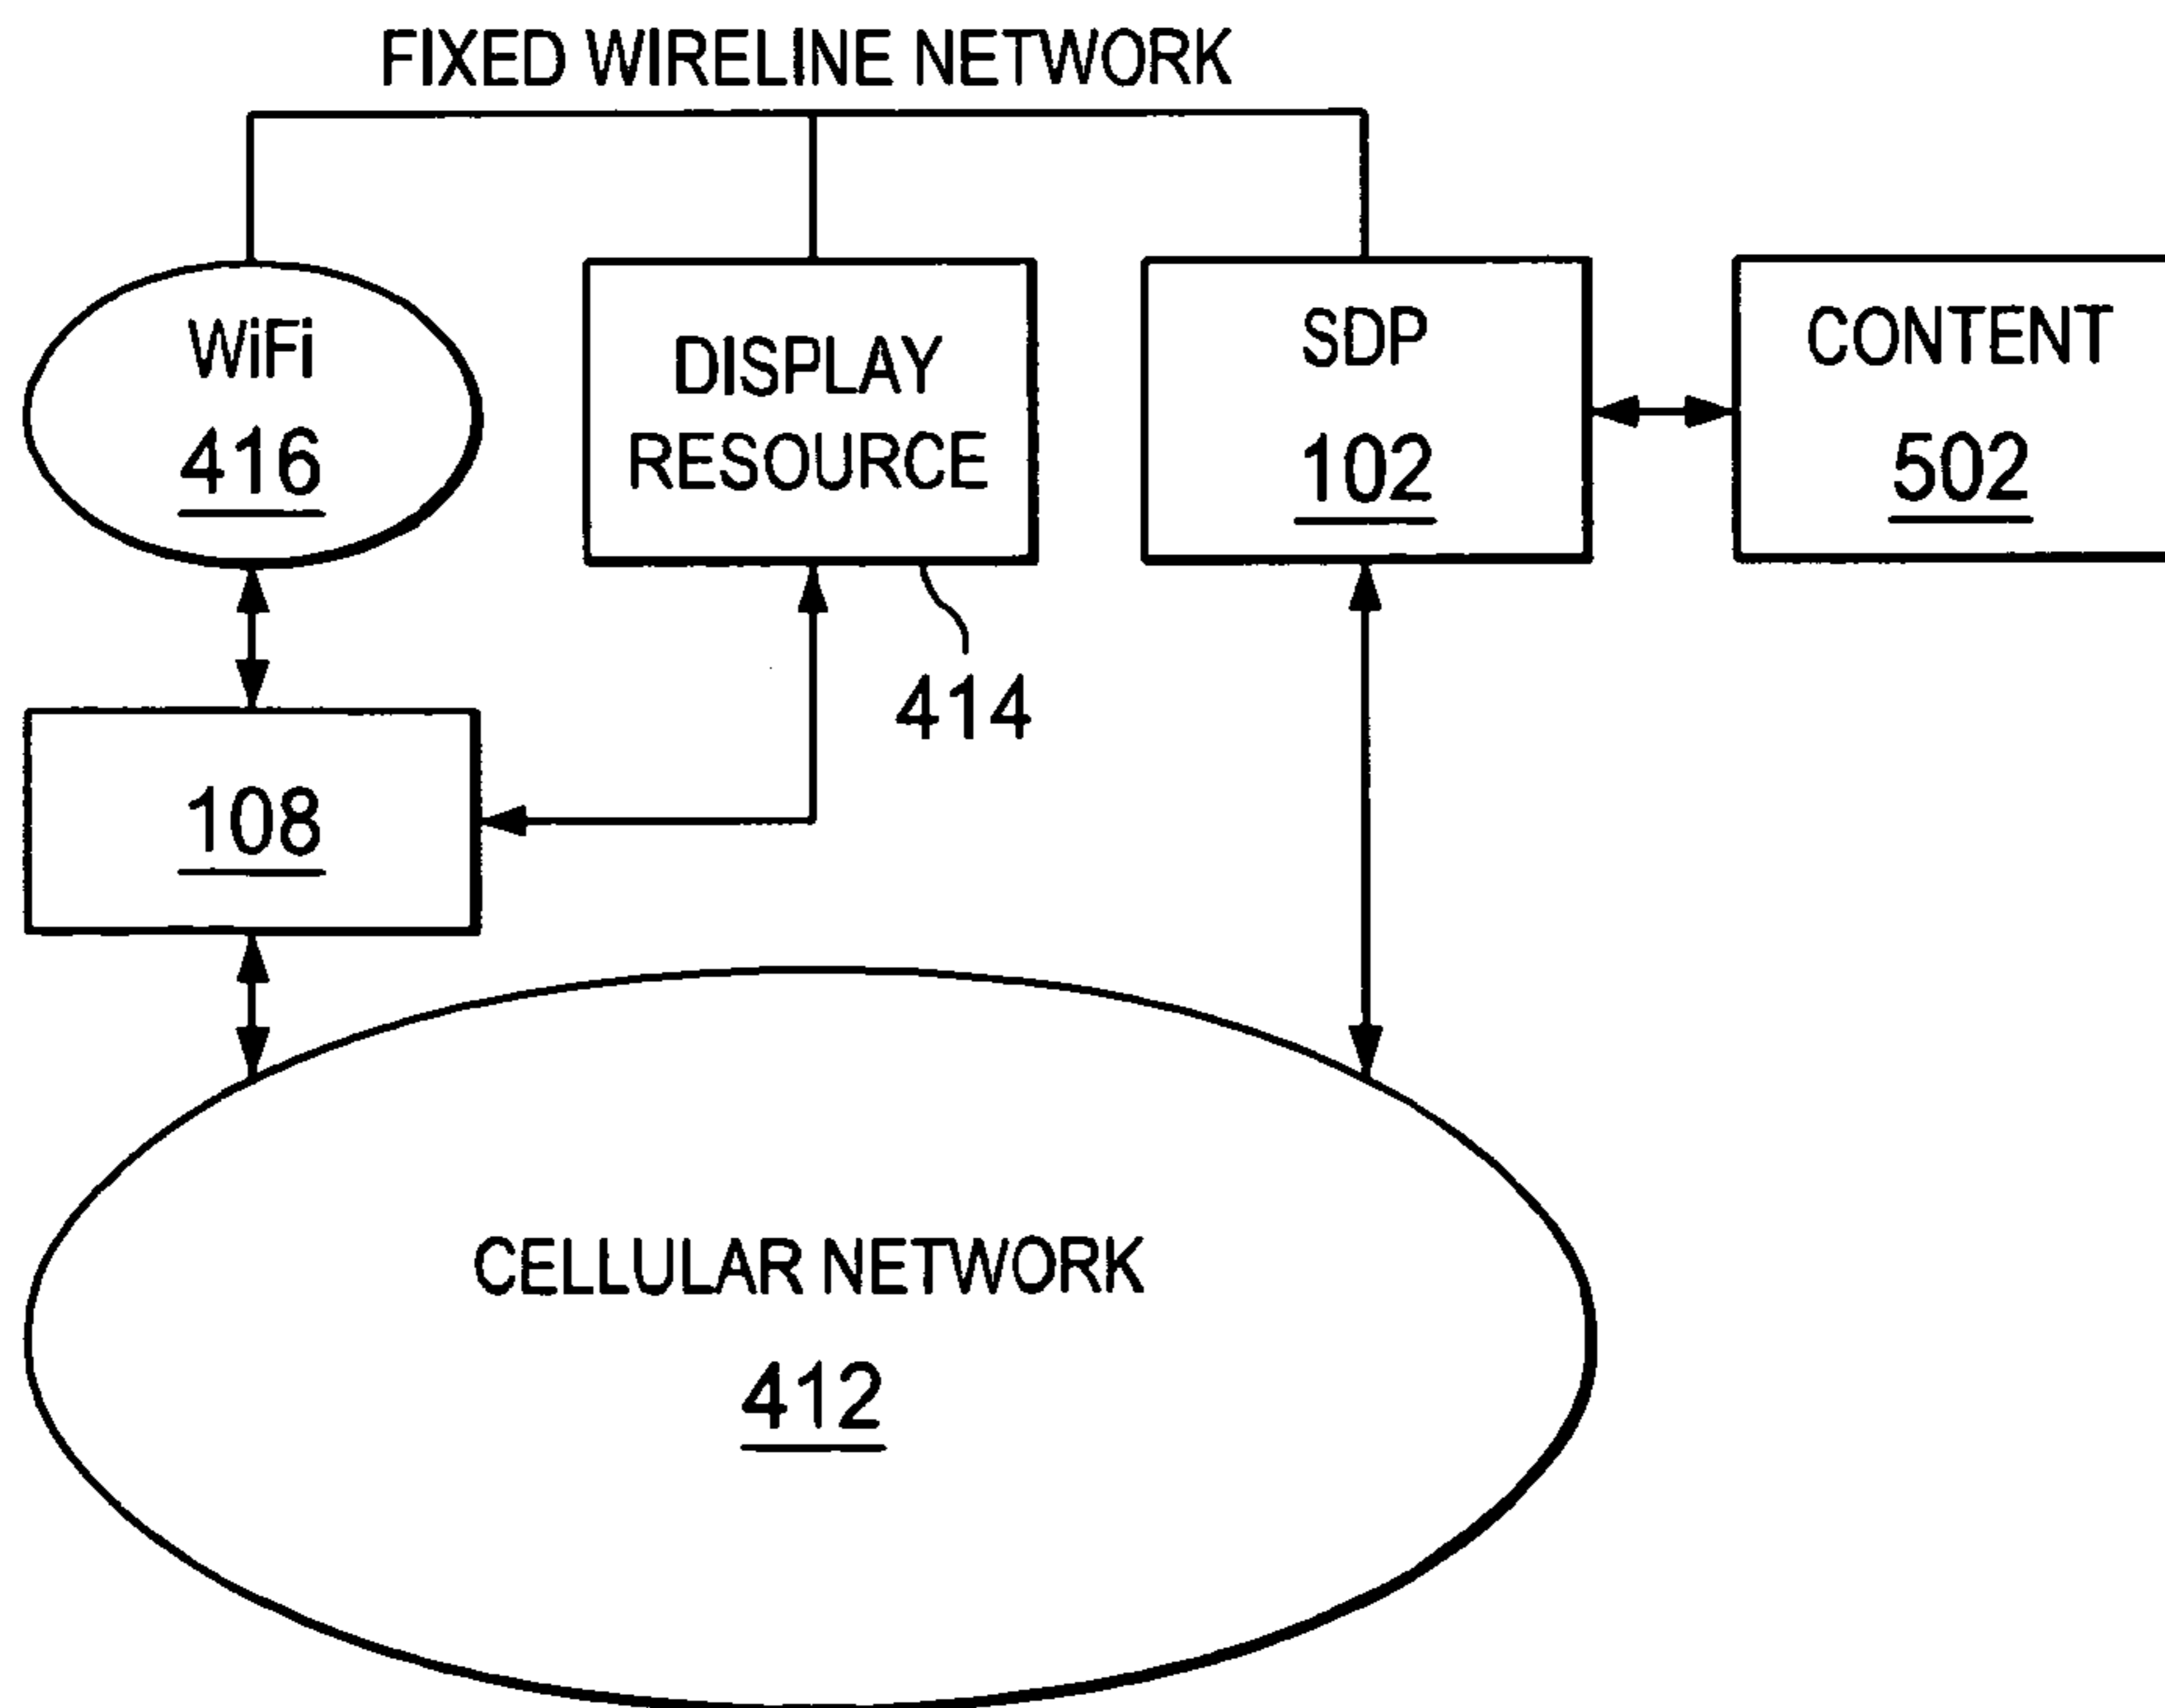 FIXED WIRELINE NETWORK
WiFi
416
DISPLAY
RESOURCE
414
SDP
102
CONTENT
502
108
CELLULAR NETWORK
412